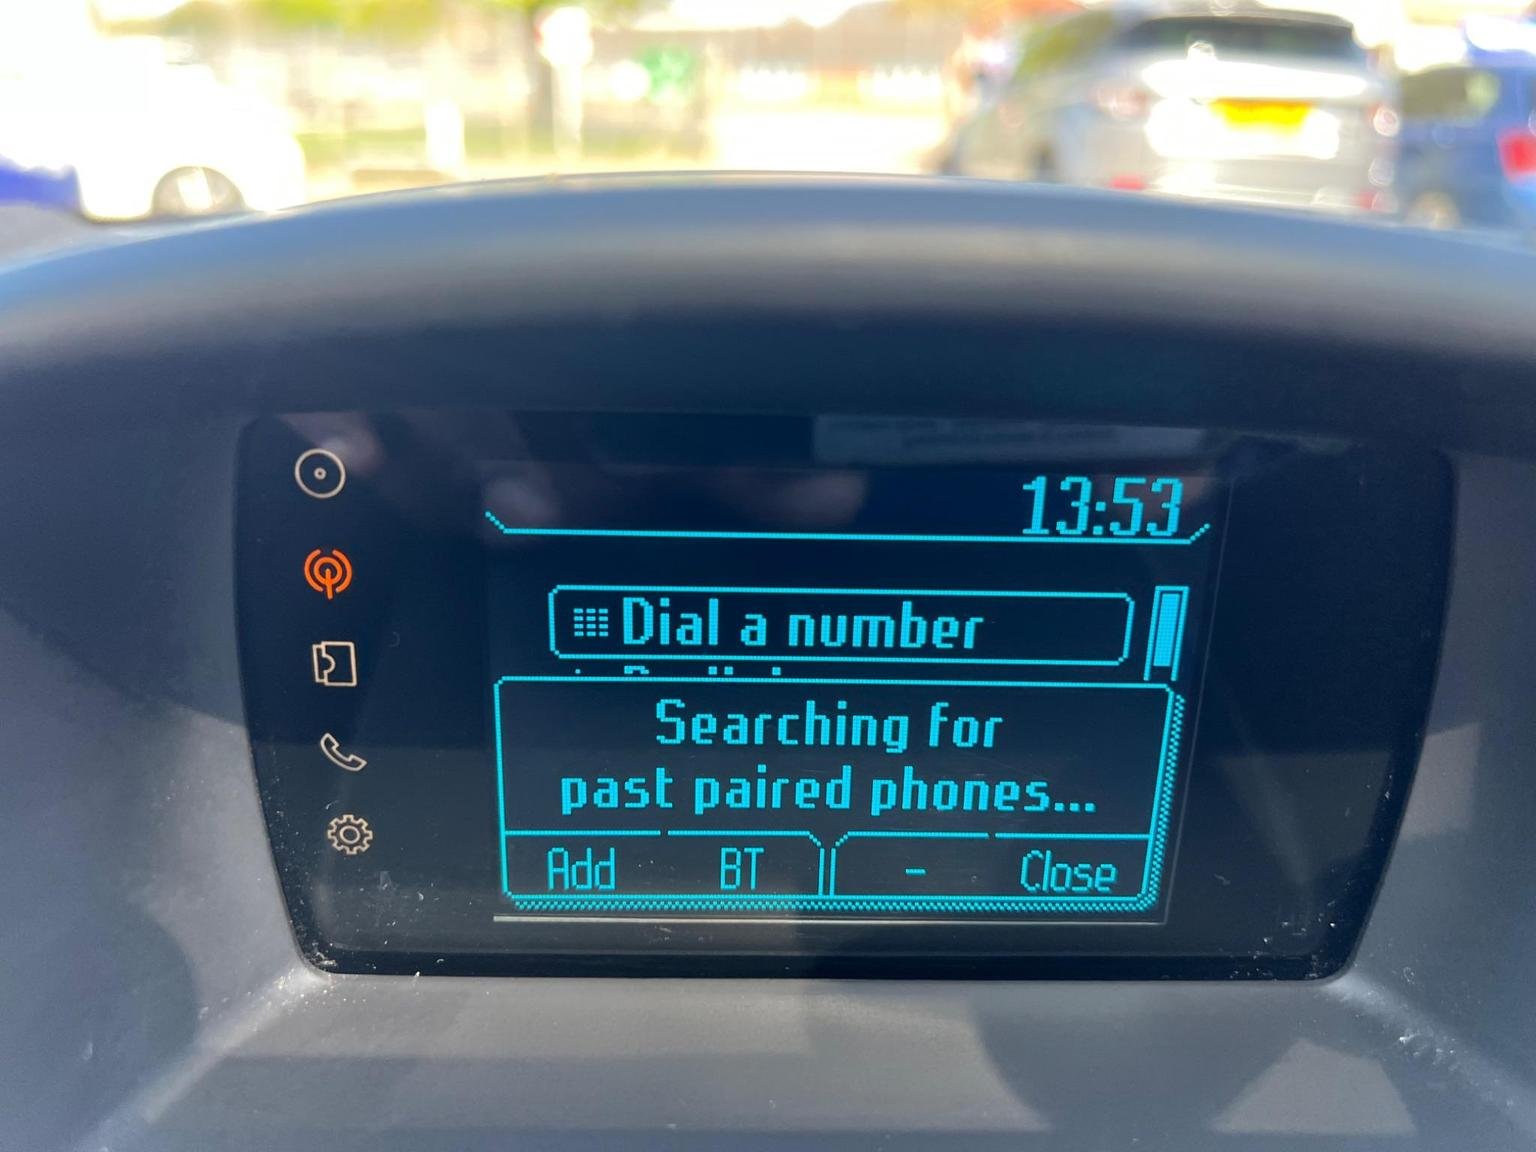 13:53
Dial a number
Searching for
past paired phones...
Add BT - Close